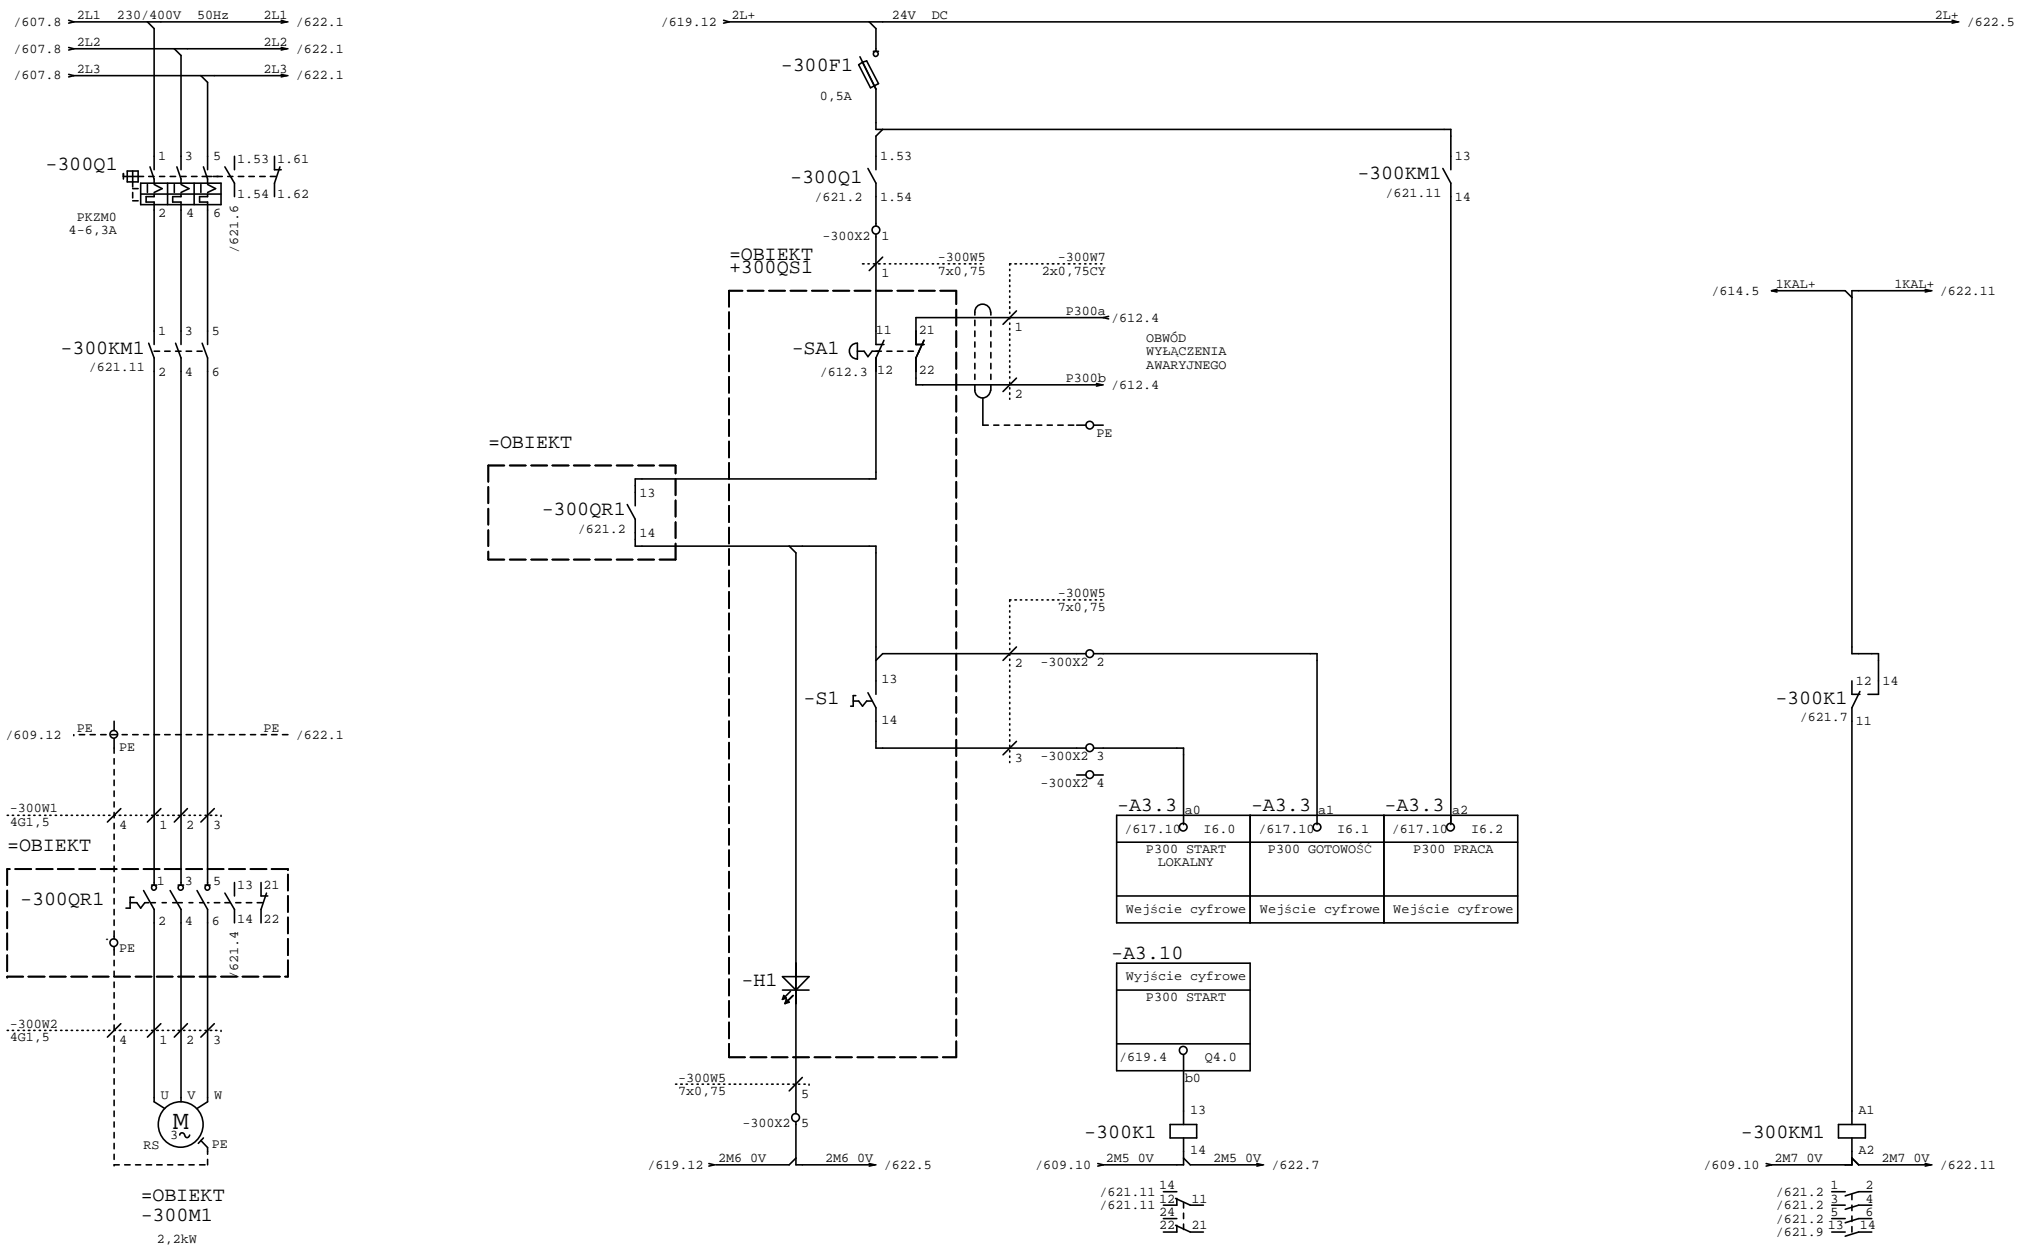 /607.8 2L1 230/400V 50Hz 2L1 /622.1
/607.8 2L2 2L2 /622.1
/607.8 2L3 2L3 /622.1
-300Q1
1 3 5 1.53 1.61
2 4 6 1.54 1.62
PKZM0
4-6,3A
/621.6
-300KM1
/621.11
1 3 5
2 4 6
/609.12 PE PE /622.1
PE
-300W1
4G1,5
4 1 2 3
=OBIEKT
-300QR1
1 3 5 13 21
2 4 6 14 22
PE
/621.4
-300W2
4G1,5
4 1 2 3
U V W
M
3~
RS PE
=OBIEKT
-300M1
2,2kW
/619.12 2L+ 24V DC 2L+ /622.5
-300F1
0,5A
1.53
-300Q1
/621.2 1.54
-300X2 1
=OBIEKT
+300QS1
-300W5
7x0,75
1
-300W7
2x0,75CY
P300a /612.4
1
OBWÓD
WYŁĄCZENIA
AWARYJNEGO
11 21
-SA1
/612.3 12 22
P300b /612.4
2
PE
=OBIEKT
13
-300QR1
/621.2 14
-300W5
7x0,75
2 -300X2 2
13
-S1
14
3 -300X2 3
-300X2 4
13
-300KM1
/621.11 14
-A3.3 a0 -A3.3 a1 -A3.3 a2
/617.10 I6.0 /617.10 I6.1 /617.10 I6.2
P300 START
LOKALNY
P300 GOTOWOŚĆ
P300 PRACA
Wejście cyfrowe Wejście cyfrowe Wejście cyfrowe
-A3.10
Wyjście cyfrowe
P300 START
/619.4 Q4.0
b0
-H1
-300W5
7x0,75
5
-300X2 5
/619.12 2M6 0V 2M6 0V /622.5
13
-300K1
14
/609.10 2M5 0V 2M5 0V /622.7
/621.11 14
/621.11 12 11
24
22 21
/614.5 1KAL+ 1KAL+ /622.11
12 14
-300K1
/621.7 11
A1
-300KM1
A2
/609.10 2M7 0V 2M7 0V /622.11
/621.2 1 2
/621.2 3 4
/621.2 5 6
/621.9 13 14